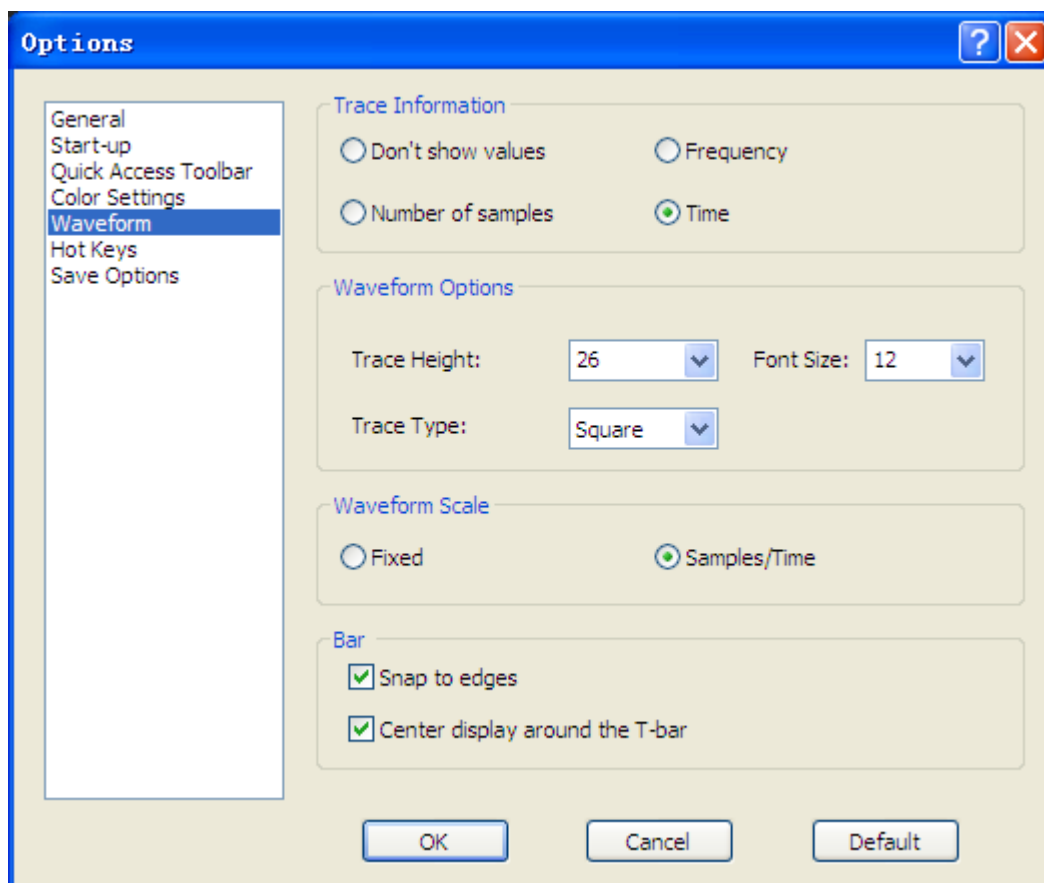 Options
General
Start-up
Quick Access Toolbar
Color Settings
Waveform
Hot Keys
Save Options
Trace Information
Don't show values
Frequency
Number of samples
Time
Waveform Options
Trace Height: 26 Font Size: 12
Trace Type: Square
Waveform Scale
Fixed
Samples/Time
Bar
Snap to edges
Center display around the T-bar
OK Cancel Default